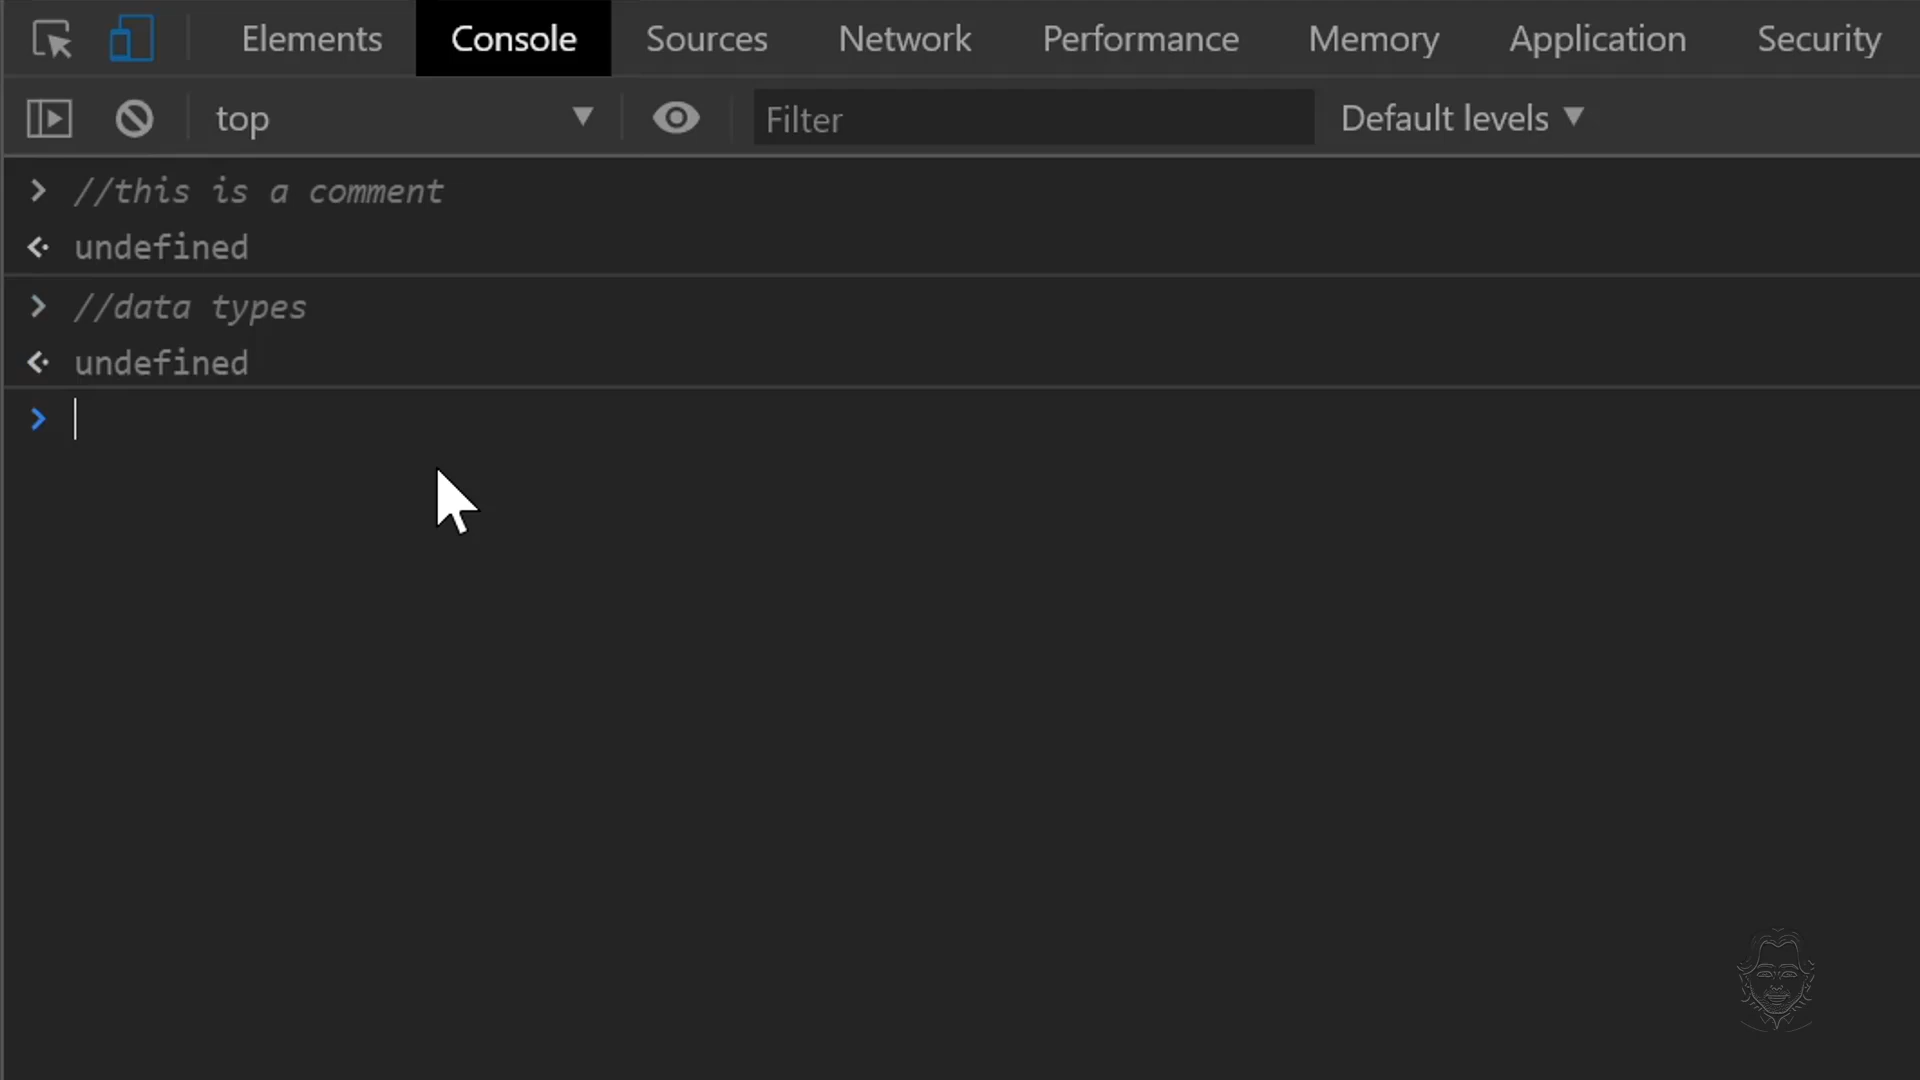 Elements Console Sources Network Performance Memory Application Security
top Filter Default levels
//this is a comment
undefined
//data types
undefined